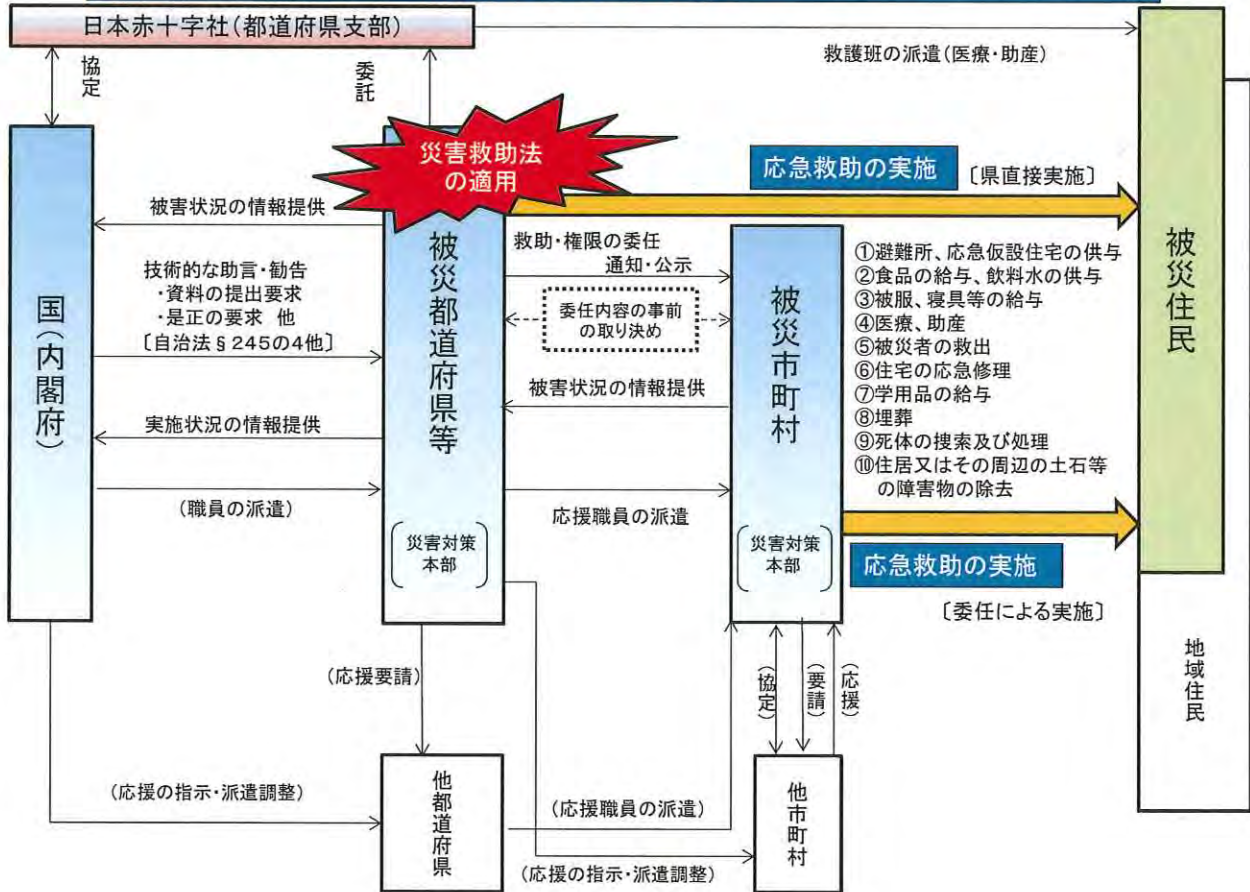 日本赤十字社（都道府県支部）
救護班の派遣（医療・助産）
協定
委託
災害救助法
の適用
応急救助の実施
〔県直接実施〕
被害状況の情報提供
技術的な助言・勧告
・資料の提出要求
・是正の要求 他
〔自治法§245の4他〕
実施状況の情報提供
（職員の派遣）
国（内閣府）
被災都道府県等
（災害対策
本部）
救助・権限の委任
通知・公示
委任内容の事前
の取り決め
被害状況の情報提供
応援職員の派遣
被災市町村
（災害対策
本部）
①避難所、応急仮設住宅の供与
②食品の給与、飲料水の供与
③被服、寝具等の給与
④医療、助産
⑤被災者の救出
⑥住宅の応急修理
⑦学用品の給与
⑧埋葬
⑨死体の捜索及び処理
⑩住居又はその周辺の土石等
の障害物の除去
応急救助の実施
〔委任による実施〕
被災住民
地域住民
（応援要請）
（協定）
（要請）
（応援）
（応援の指示・派遣調整）
他都道府県
（応援職員の派遣）
（応援の指示・派遣調整）
他市町村